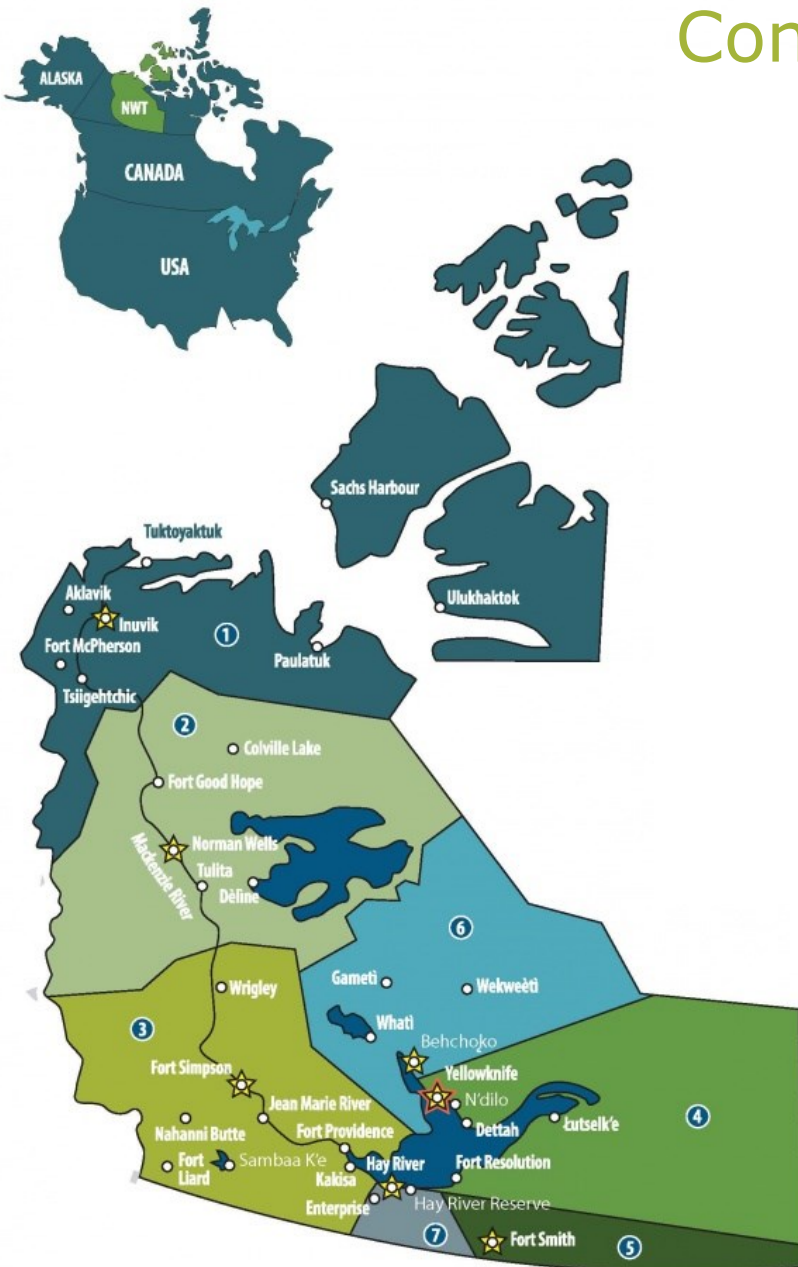 Con
ALASKA
NWT
CANADA
USA
Sachs Harbour
Tuktoyaktuk
Aklavik
Ulukhaktok
Inuvik
1
Fort McPherson
Paulatuk
Tsiigehtchic
2
Colville Lake
Fort Good Hope
Mackenzie River
Norman Wells
Tulita
Dèline
6
Gametì
Wekweètì
Wrigley
Whatì
3
Behchoķo
Fort Simpson
Yellowknife
N'dilo
Jean Marie River
4
Łutselk'e
Nahanni Butte
Fort Providence
Dettah
Fort
Liard
Sambaa K'e
Hay River
Fort Resolution
Kakisa
Enterprise
Hay River Reserve
7
Fort Smith
5